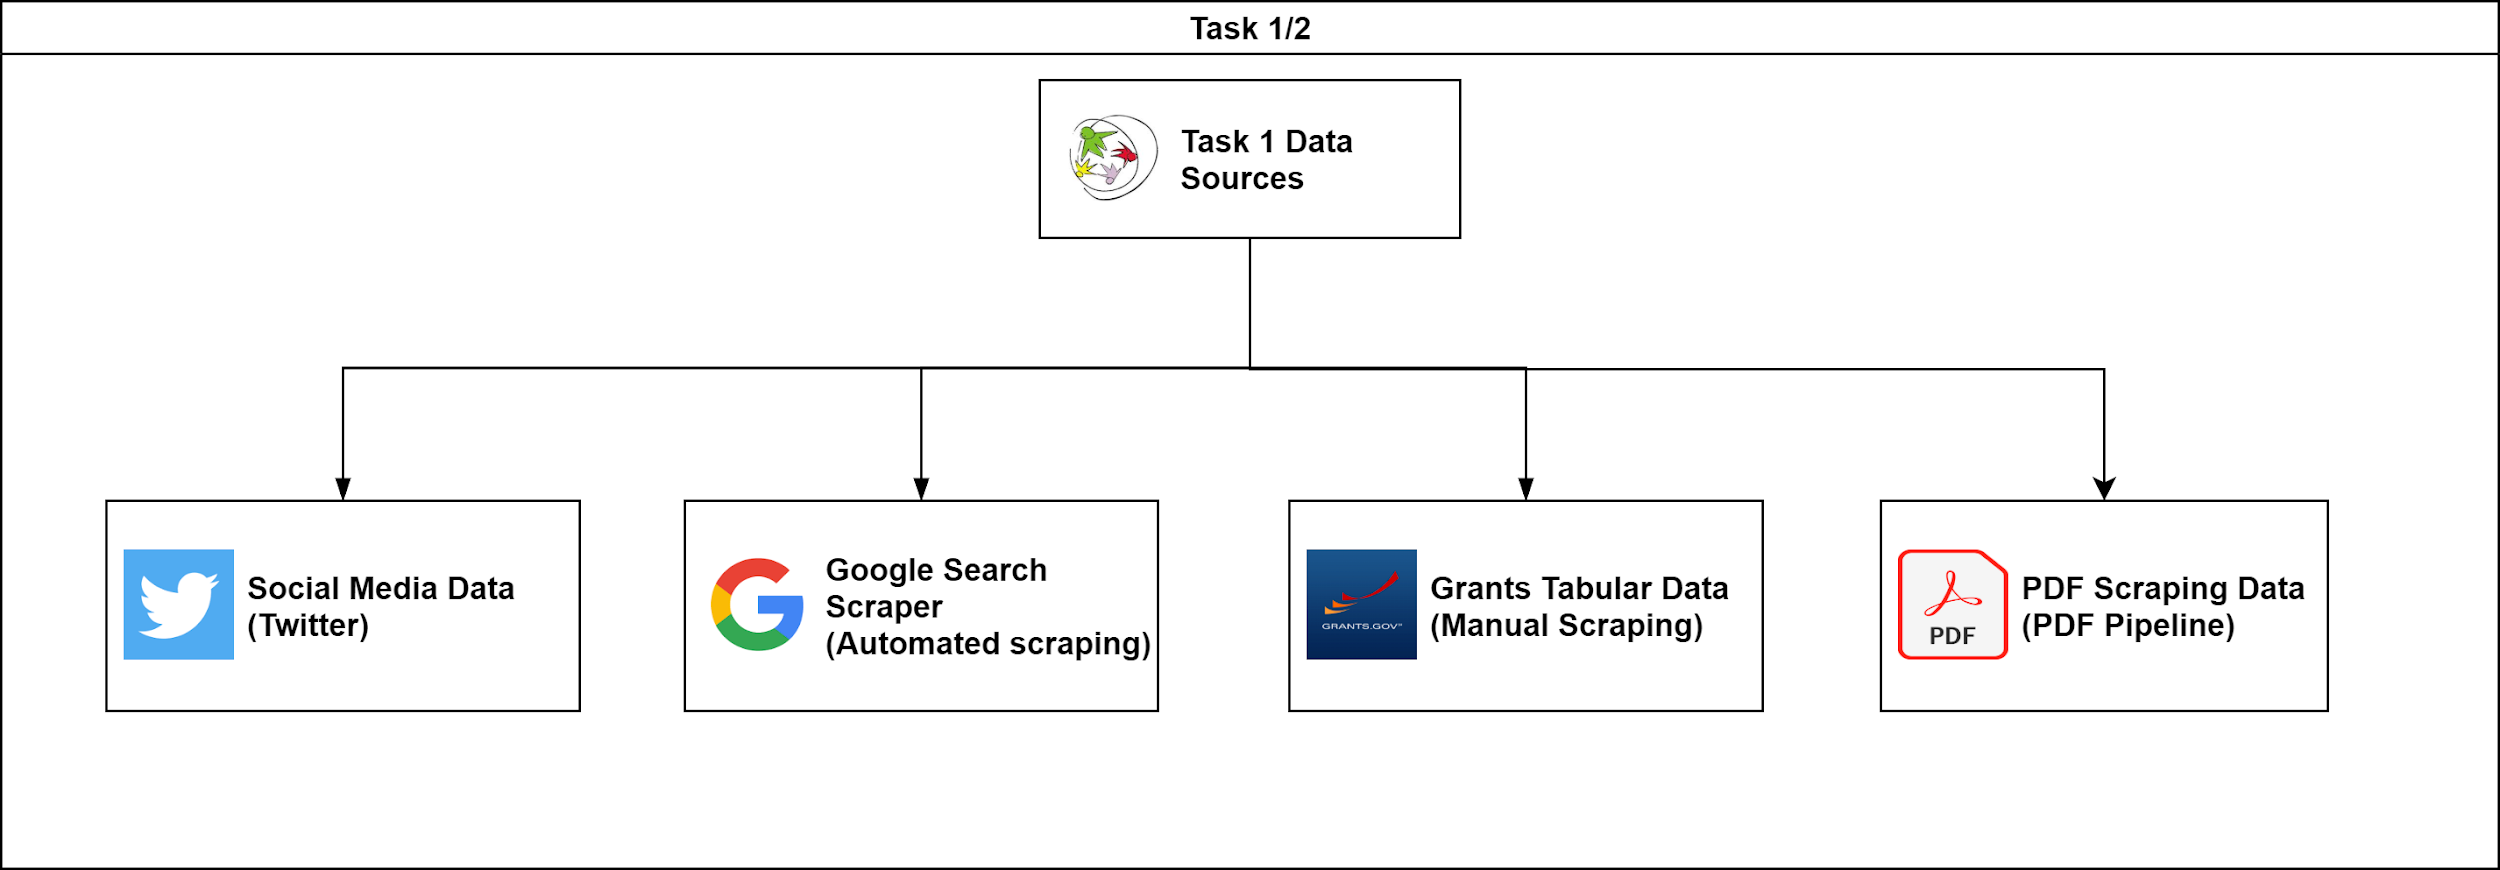 Task 1/2
Task 1 Data
Sources
Social Media Data
(Twitter)
Google Search
Scraper
(Automated scraping)
GRANTS.GOV℠
Grants Tabular Data
(Manual Scraping)
PDF
PDF Scraping Data
(PDF Pipeline)